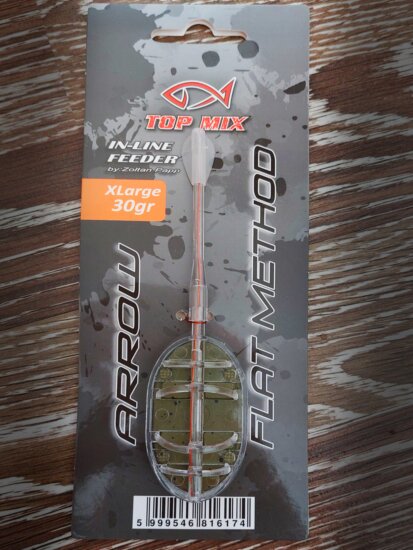 TOP MIX
IN-LINE
FEEDER
by: Zoltan Papp
XLarge
30gr
ARROW
FLAT METHOD
5 999546 816174